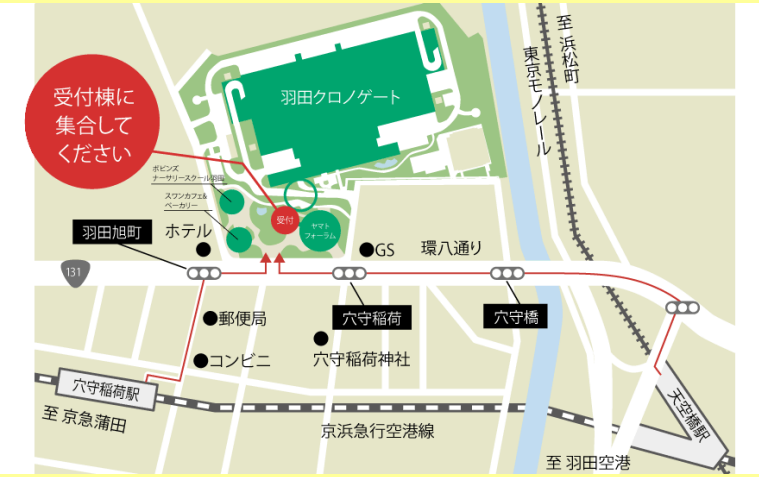 受付棟に
集合して
ください
羽田クロノゲート
至 浜松町
東京モノレール
ポピンズ
ナーサリースクール羽田
スワンカフェ&
ベーカリー
受付
ヤマト
フォーラム
羽田旭町
ホテル
GS
環八通り
131
穴守稲荷
穴守橋
郵便局
コンビニ
穴守稲荷神社
穴守稲荷駅
至 京急蒲田
京浜急行空港線
天空橋駅
至 羽田空港